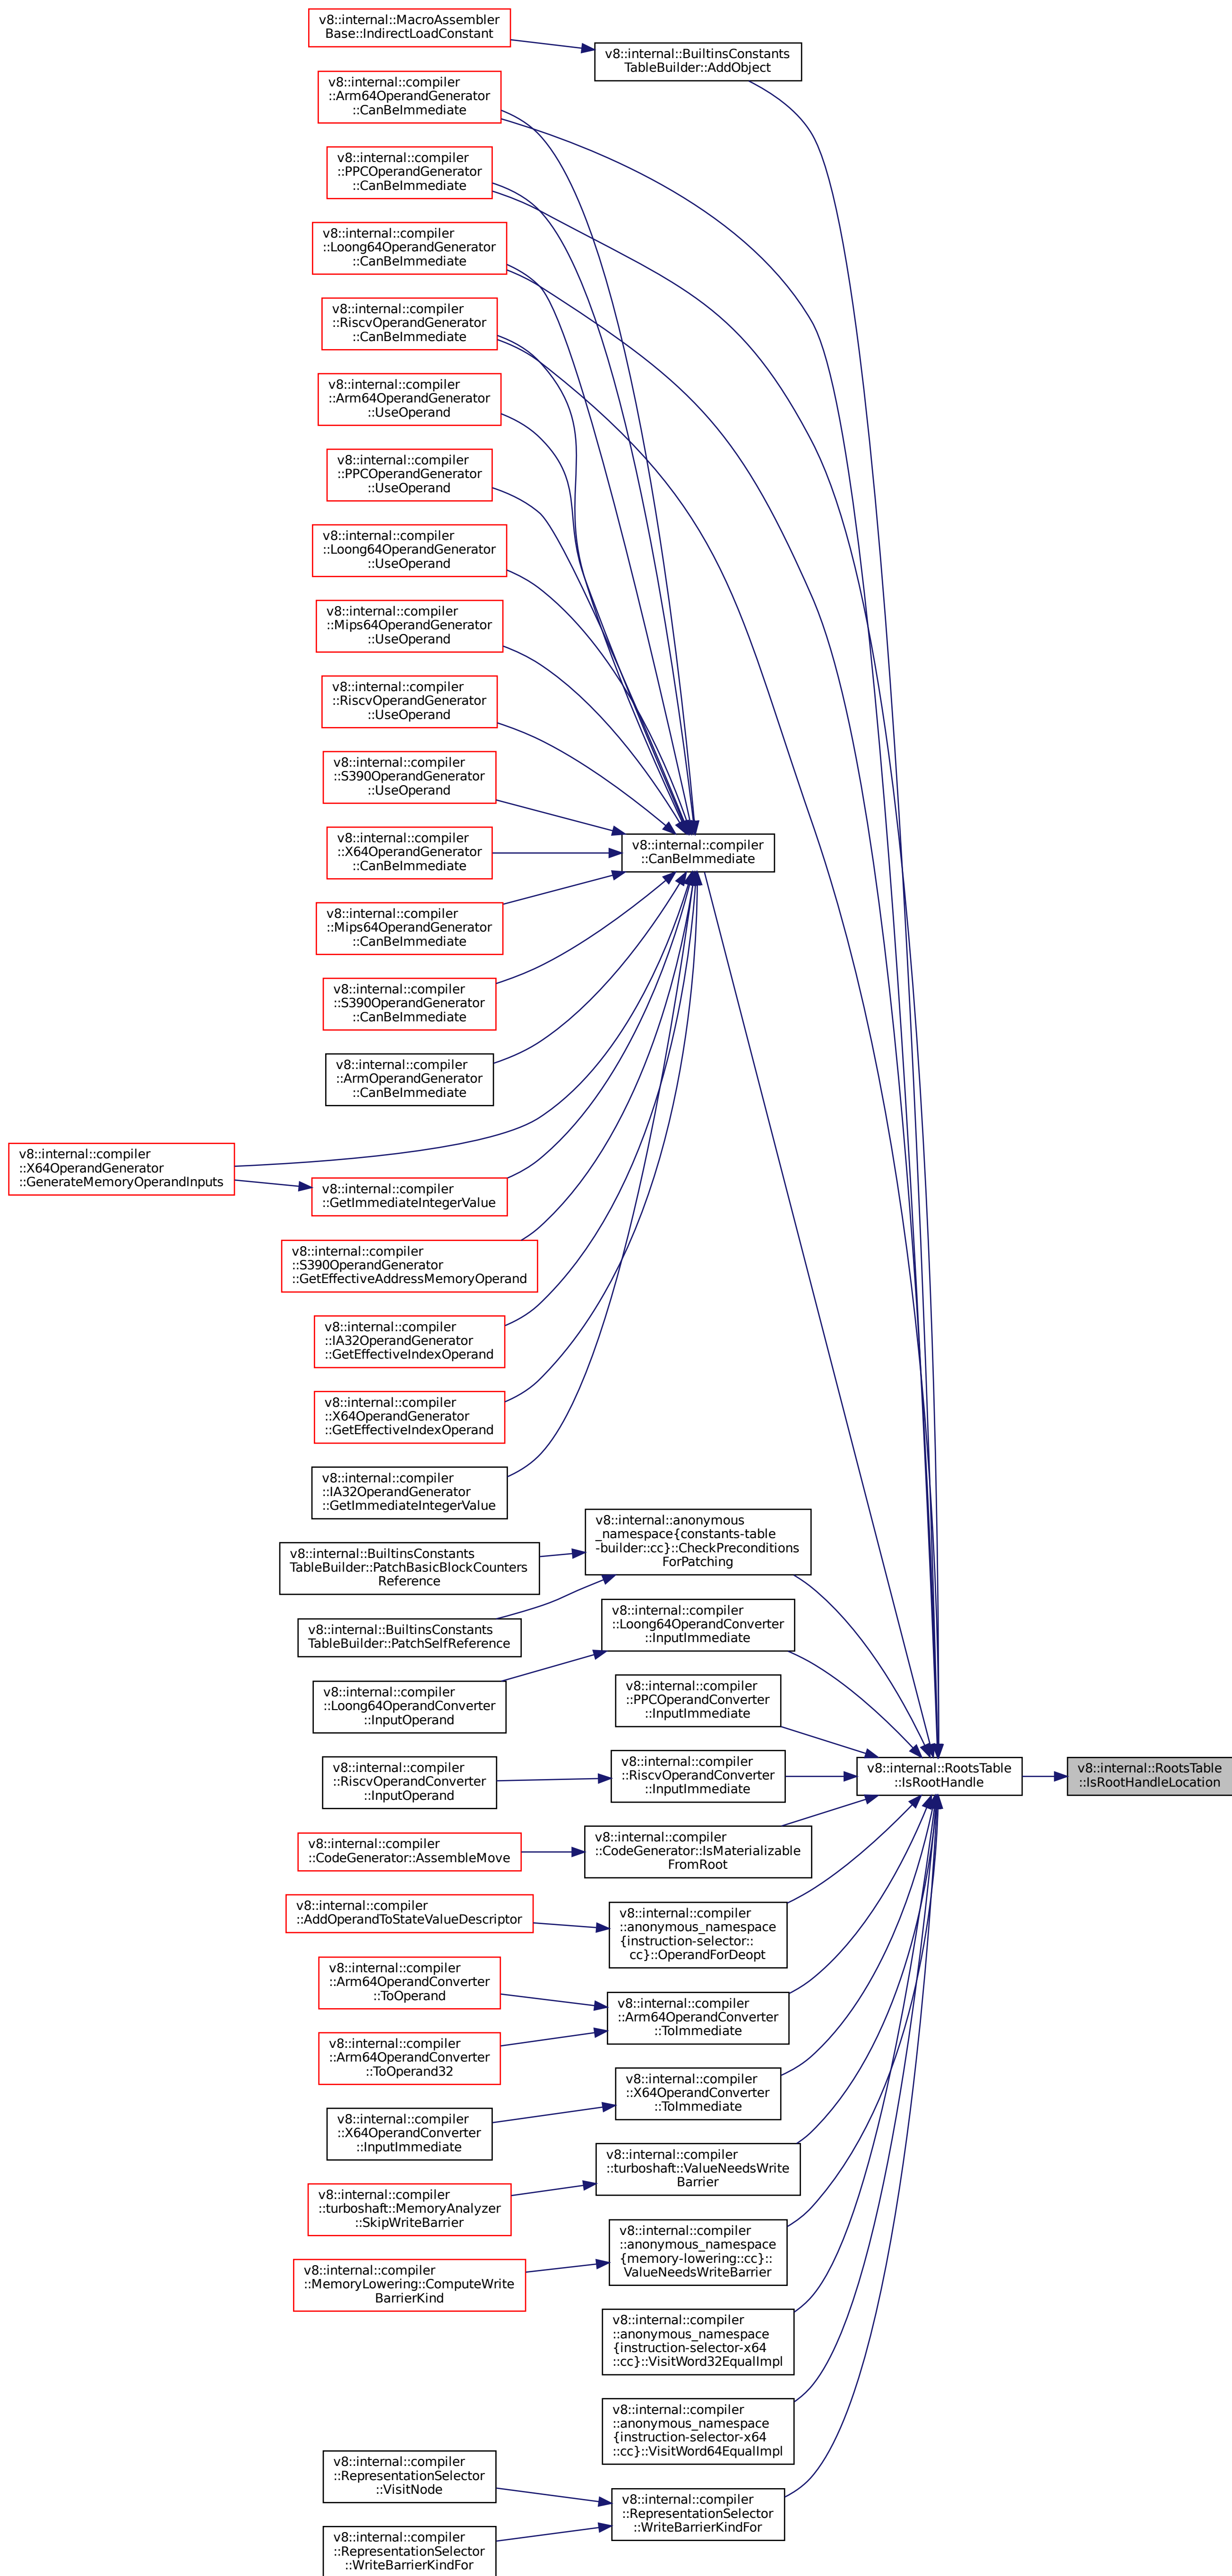 v8::internal::MacroAssembler
Base::IndirectLoadConstant
v8::internal::BuiltinsConstants
TableBuilder::AddObject
v8::internal::compiler
::Arm64OperandGenerator
::CanBeImmediate
v8::internal::compiler
::PPCOperandGenerator
::CanBeImmediate
v8::internal::compiler
::Loong64OperandGenerator
::CanBeImmediate
v8::internal::compiler
::RiscvOperandGenerator
::CanBeImmediate
v8::internal::compiler
::Arm64OperandGenerator
::UseOperand
v8::internal::compiler
::PPCOperandGenerator
::UseOperand
v8::internal::compiler
::Loong64OperandGenerator
::UseOperand
v8::internal::compiler
::Mips64OperandGenerator
::UseOperand
v8::internal::compiler
::RiscvOperandGenerator
::UseOperand
v8::internal::compiler
::S390OperandGenerator
::UseOperand
v8::internal::compiler
::X64OperandGenerator
::CanBeImmediate
v8::internal::compiler
::CanBeImmediate
v8::internal::compiler
::Mips64OperandGenerator
::CanBeImmediate
v8::internal::compiler
::S390OperandGenerator
::CanBeImmediate
v8::internal::compiler
::ArmOperandGenerator
::CanBeImmediate
v8::internal::compiler
::X64OperandGenerator
::GenerateMemoryOperandInputs
v8::internal::compiler
::GetImmediateIntegerValue
v8::internal::compiler
::S390OperandGenerator
::GetEffectiveAddressMemoryOperand
v8::internal::compiler
::IA32OperandGenerator
::GetEffectiveIndexOperand
v8::internal::compiler
::X64OperandGenerator
::GetEffectiveIndexOperand
v8::internal::compiler
::IA32OperandGenerator
::GetImmediateIntegerValue
v8::internal::anonymous
_namespace{constants-table
-builder::cc}::CheckPreconditions
ForPatching
v8::internal::BuiltinsConstants
TableBuilder::PatchBasicBlockCounters
Reference
v8::internal::BuiltinsConstants
TableBuilder::PatchSelfReference
v8::internal::compiler
::Loong64OperandConverter
::InputImmediate
v8::internal::compiler
::Loong64OperandConverter
::InputOperand
v8::internal::compiler
::PPCOperandConverter
::InputImmediate
v8::internal::compiler
::RiscvOperandConverter
::InputOperand
v8::internal::compiler
::RiscvOperandConverter
::InputImmediate
v8::internal::RootsTable
::IsRootHandle
v8::internal::RootsTable
::IsRootHandleLocation
v8::internal::compiler
::CodeGenerator::AssembleMove
v8::internal::compiler
::CodeGenerator::IsMaterializable
FromRoot
v8::internal::compiler
::AddOperandToStateValueDescriptor
v8::internal::compiler
::anonymous_namespace
{instruction-selector::
cc}::OperandForDeopt
v8::internal::compiler
::Arm64OperandConverter
::ToOperand
v8::internal::compiler
::Arm64OperandConverter
::ToImmediate
v8::internal::compiler
::Arm64OperandConverter
::ToOperand32
v8::internal::compiler
::X64OperandConverter
::ToImmediate
v8::internal::compiler
::X64OperandConverter
::InputImmediate
v8::internal::compiler
::turboshaft::ValueNeedsWrite
Barrier
v8::internal::compiler
::turboshaft::MemoryAnalyzer
::SkipWriteBarrier
v8::internal::compiler
::anonymous_namespace
{memory-lowering::cc}::
ValueNeedsWriteBarrier
v8::internal::compiler
::MemoryLowering::ComputeWrite
BarrierKind
v8::internal::compiler
::anonymous_namespace
{instruction-selector-x64
::cc}::VisitWord32EqualImpl
v8::internal::compiler
::anonymous_namespace
{instruction-selector-x64
::cc}::VisitWord64EqualImpl
v8::internal::compiler
::RepresentationSelector
::VisitNode
v8::internal::compiler
::RepresentationSelector
::WriteBarrierKindFor
v8::internal::compiler
::RepresentationSelector
::WriteBarrierKindFor